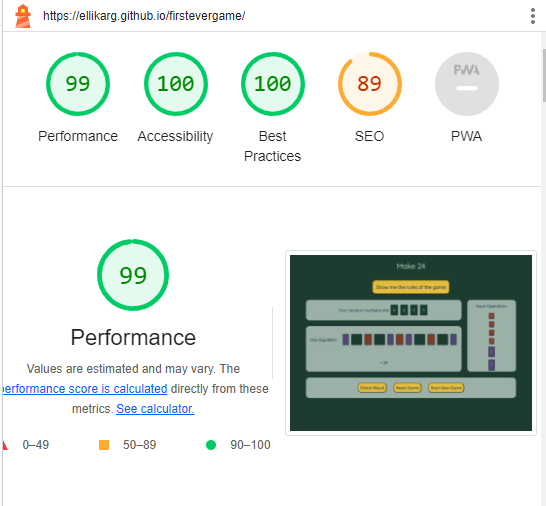 https://ellikarg.github.io/firstevergame/
99
100
100
89
PWA
Performance
Accessibility
Best
Practices
SEO
PWA
99
Performance
Values are estimated and may vary. The
performance score is calculated directly from these
metrics. See calculator.
0–49
50–89
90–100
Make 24
Show me the rules of the game
Your random numbers are:
Input Operators
Your Equation:
= 24
Check Result
Reset Game
Start New Game